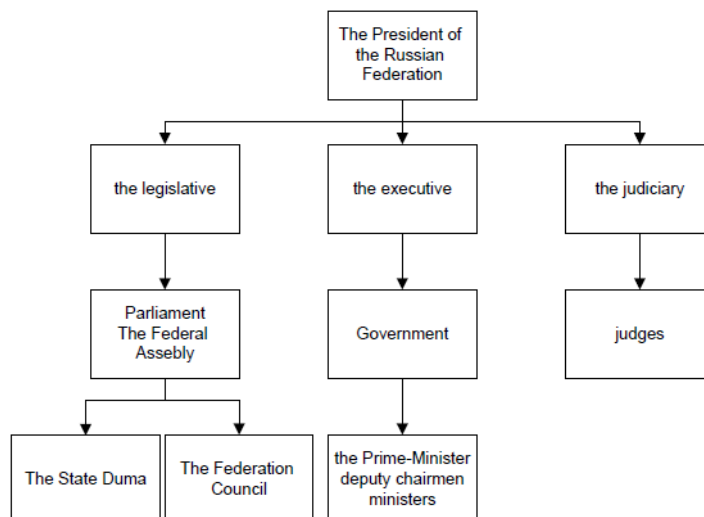 The President of
the Russian
Federation
the legislative
the executive
the judiciary
Parliament
The Federal
Assebly
Government
judges
The State Duma
The Federation
Council
the Prime-Minister
deputy chairmen
ministers